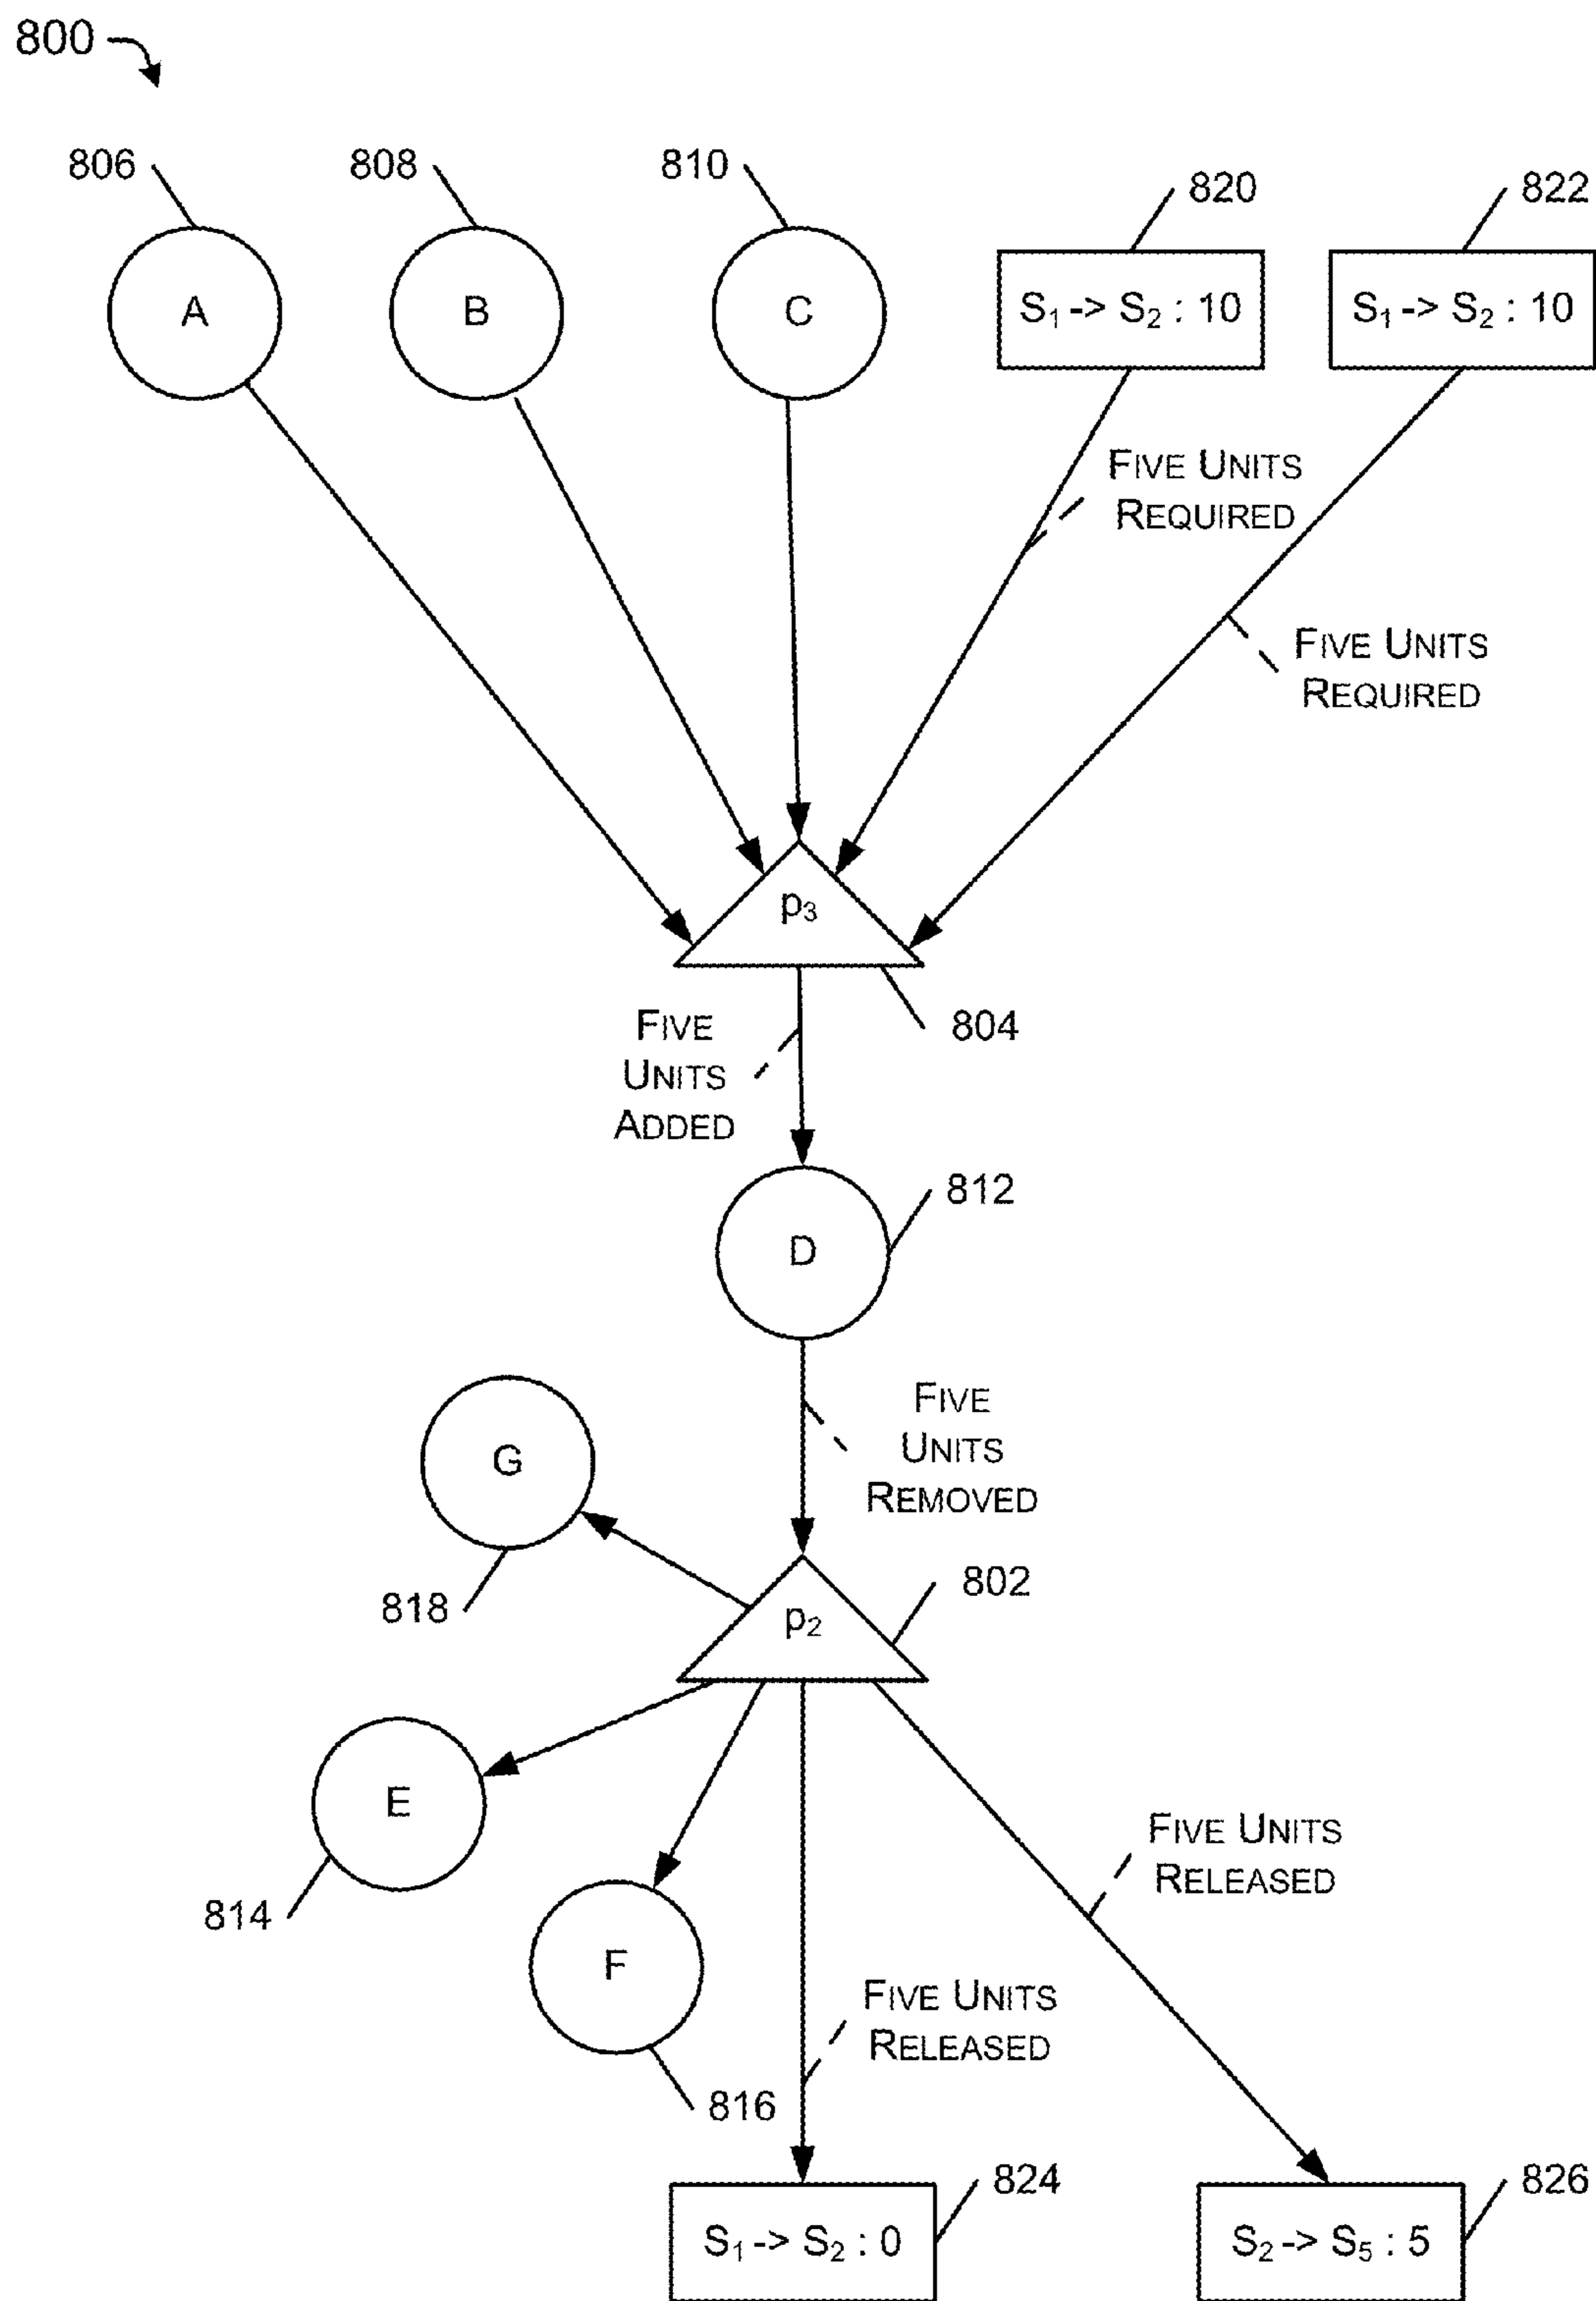 800
806
808
810
820
822
A
B
C
S₁ -> S₂ : 10
S₁ -> S₂ : 10
FIVE UNITS
REQUIRED
FIVE UNITS
REQUIRED
p₃
804
FIVE
UNITS
ADDED
812
D
FIVE
UNITS
REMOVED
G
818
802
p₂
E
814
FIVE UNITS
RELEASED
F
816
FIVE UNITS
RELEASED
824
826
S₁ -> S₂ : 0
S₂ -> S₅ : 5